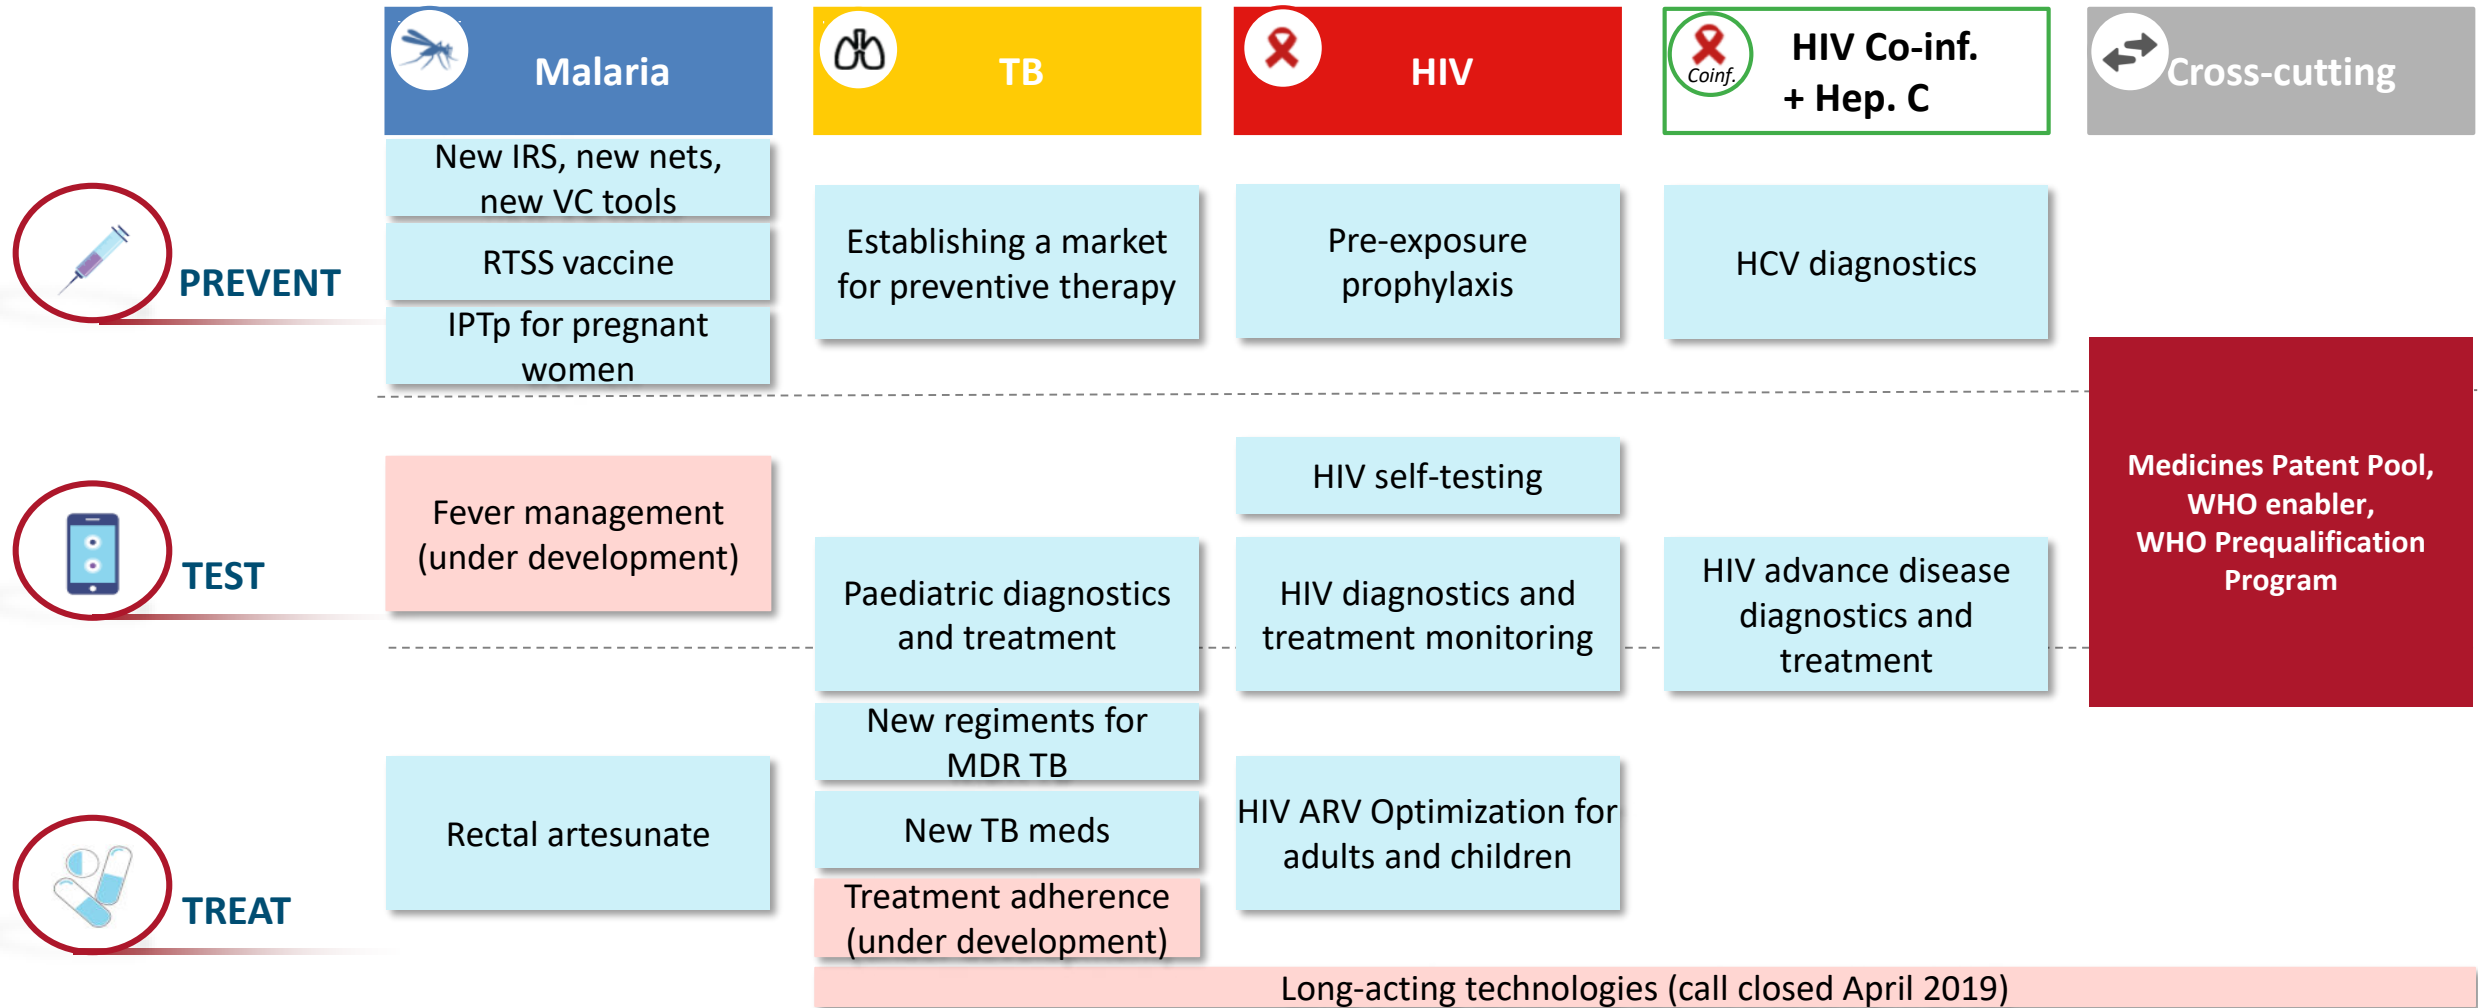 Malaria
TB
HIV
Coinf.
HIV Co-inf.
+ Hep. C
Cross-cutting
PREVENT
New IRS, new nets,
new VC tools
RTSS vaccine
IPTp for pregnant
women
Establishing a market
for preventive therapy
Pre-exposure
prophylaxis
HCV diagnostics
TEST
Fever management
(under development)
Paediatric diagnostics
and treatment
HIV self-testing
HIV diagnostics and
treatment monitoring
HIV advance disease
diagnostics and
treatment
Medicines Patent Pool,
WHO enabler,
WHO Prequalification
Program
TREAT
Rectal artesunate
New regiments for
MDR TB
New TB meds
Treatment adherence
(under development)
HIV ARV Optimization for
adults and children
Long-acting technologies (call closed April 2019)